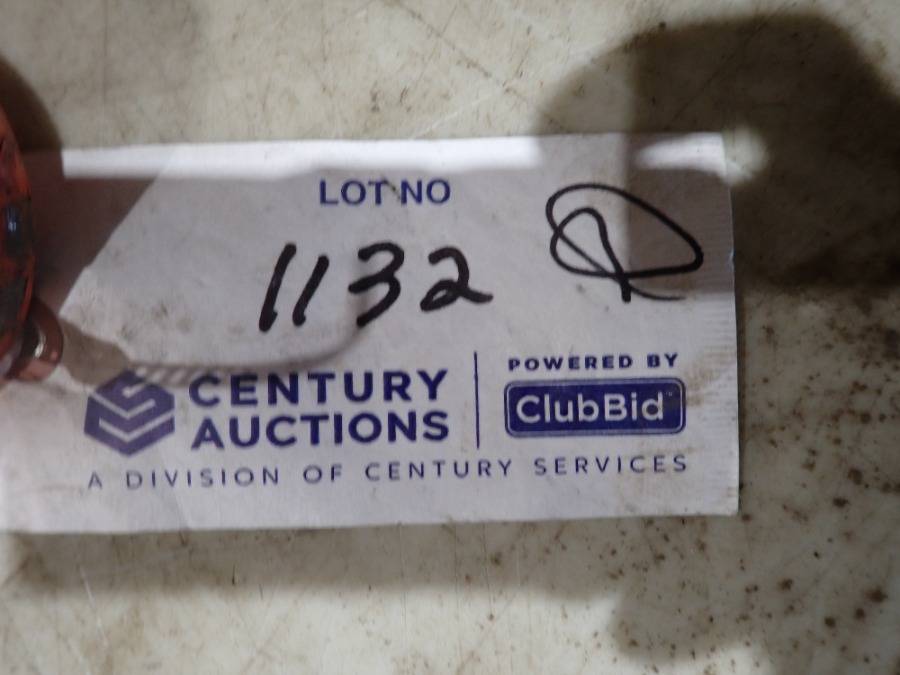 LOT NO
1132
CENTURY
AUCTIONS
POWERED BY
ClubBid
A DIVISION OF CENTURY SERVICES